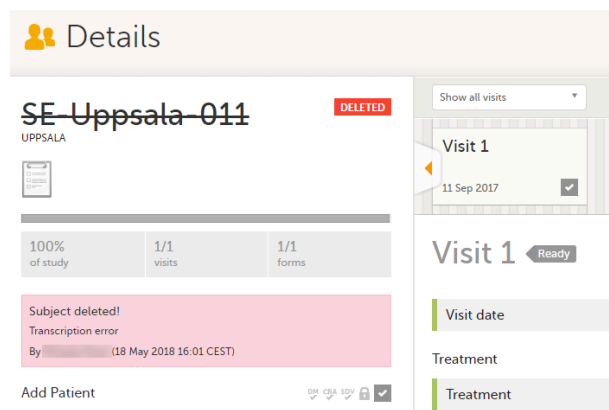 Details
SE-Uppsala-011
DELETED
UPPSALA
100%
of study
1/1
visits
1/1
forms
Subject deleted!
Transcription error
By (18 May 2018 16:01 CEST)
Add Patient
DM CRA SDV
Show all visits
Visit 1
11 Sep 2017
Visit 1 Ready
Visit date
Treatment
Treatment